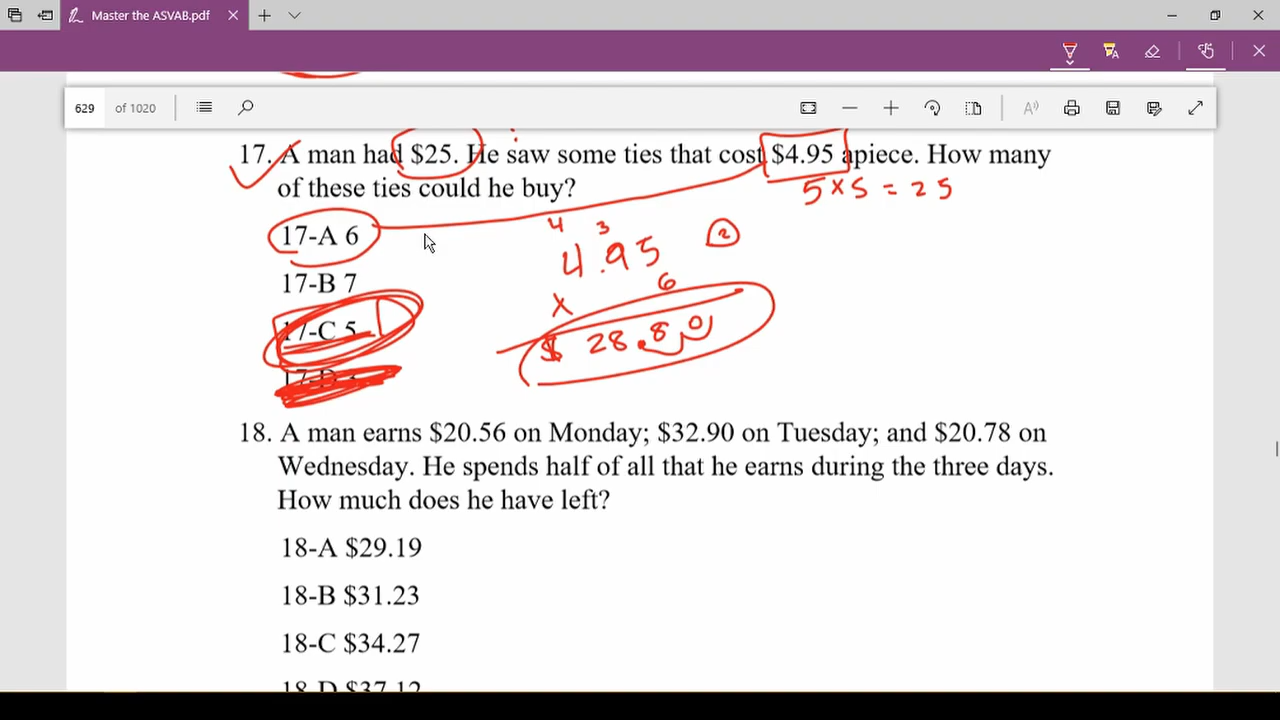 Master the ASVAB.pdf
629 of 1020
17. A man had $25. He saw some ties that cost $4.95 apiece. How many
of these ties could he buy?
5 x 5 = 25
17-A 6
4 3
4.95
2
x 6
$ 28.80
17-B 7
17-C 5
17-D
18. A man earns $20.56 on Monday; $32.90 on Tuesday; and $20.78 on
Wednesday. He spends half of all that he earns during the three days.
How much does he have left?
18-A $29.19
18-B $31.23
18-C $34.27
18-D $37.12